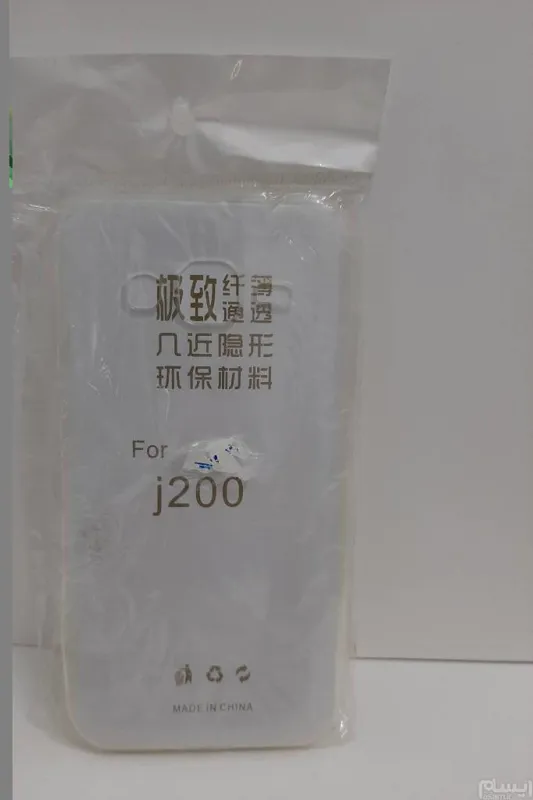 极致纤薄
通透
几近隐形
环保材料
For
j200
MADE IN CHINA
ایسام